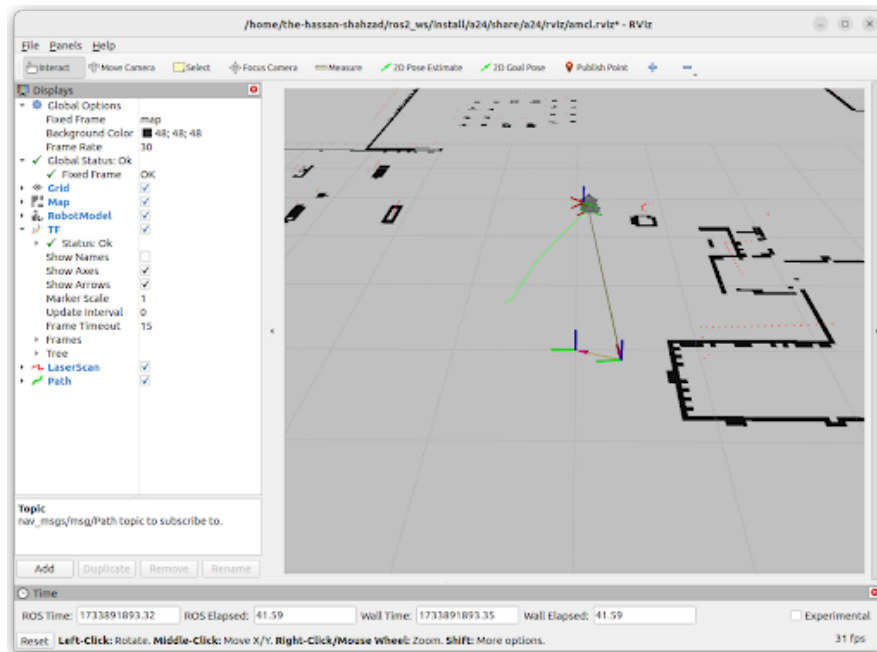 /home/the-hassan-shahzad/ros2_ws/install/a24/share/a24/rviz/amcl.rviz* - RViz
File Panels Help
Interact Move Camera Select Focus Camera Measure 2D Pose Estimate 2D Goal Pose Publish Point
Displays
Global Options
Fixed Frame map
Background Color 48; 48; 48
Frame Rate 30
Global Status: Ok
Fixed Frame OK
Grid
Map
RobotModel
TF
Status: Ok
Show Names
Show Axes
Show Arrows
Marker Scale 1
Update Interval 0
Frame Timeout 15
Frames
Tree
LaserScan
Path
Topic
nav_msgs/msg/Path topic to subscribe to.
Add Duplicate Remove Rename
Time
ROS Time: 1733891893.32 ROS Elapsed: 41.59 Wall Time: 1733891893.35 Wall Elapsed: 41.59 Experimental
Reset Left-Click: Rotate. Middle-Click: Move X/Y. Right-Click/Mouse Wheel: Zoom. Shift: More options. 31 fps